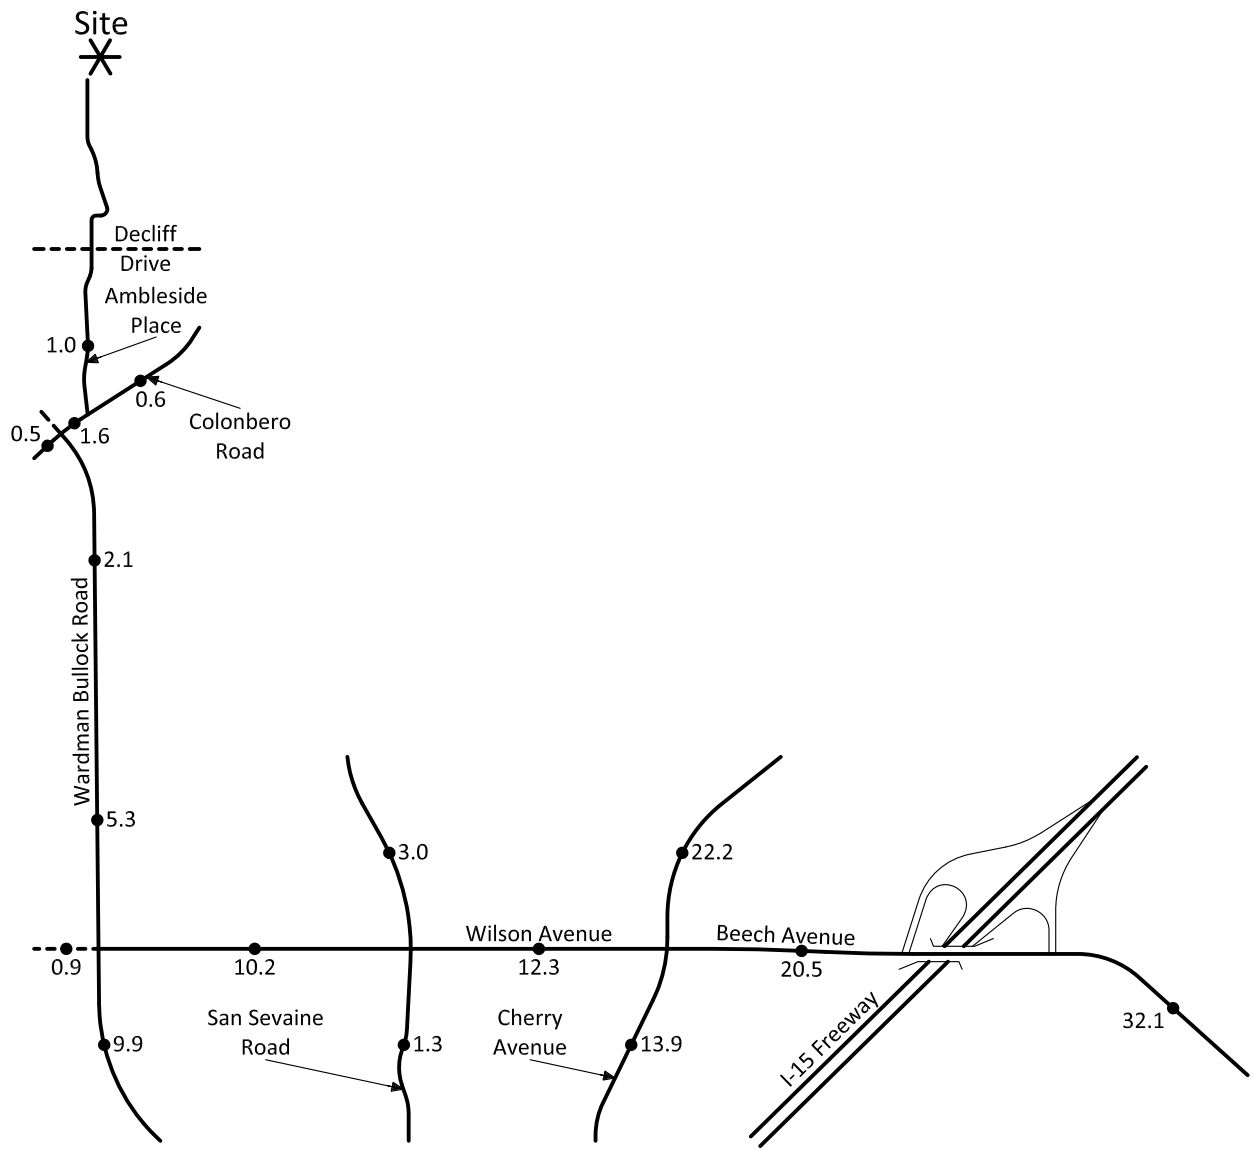 Site
Decliff
Drive
Ambleside
Place
1.0
0.6
Colonbero
Road
0.5
1.6
2.1
Wardman Bullock Road
5.3
3.0
22.2
Wilson Avenue
Beech Avenue
0.9
10.2
12.3
20.5
San Sevaine
Road
Cherry
Avenue
I-15 Freeway
32.1
9.9
1.3
13.9